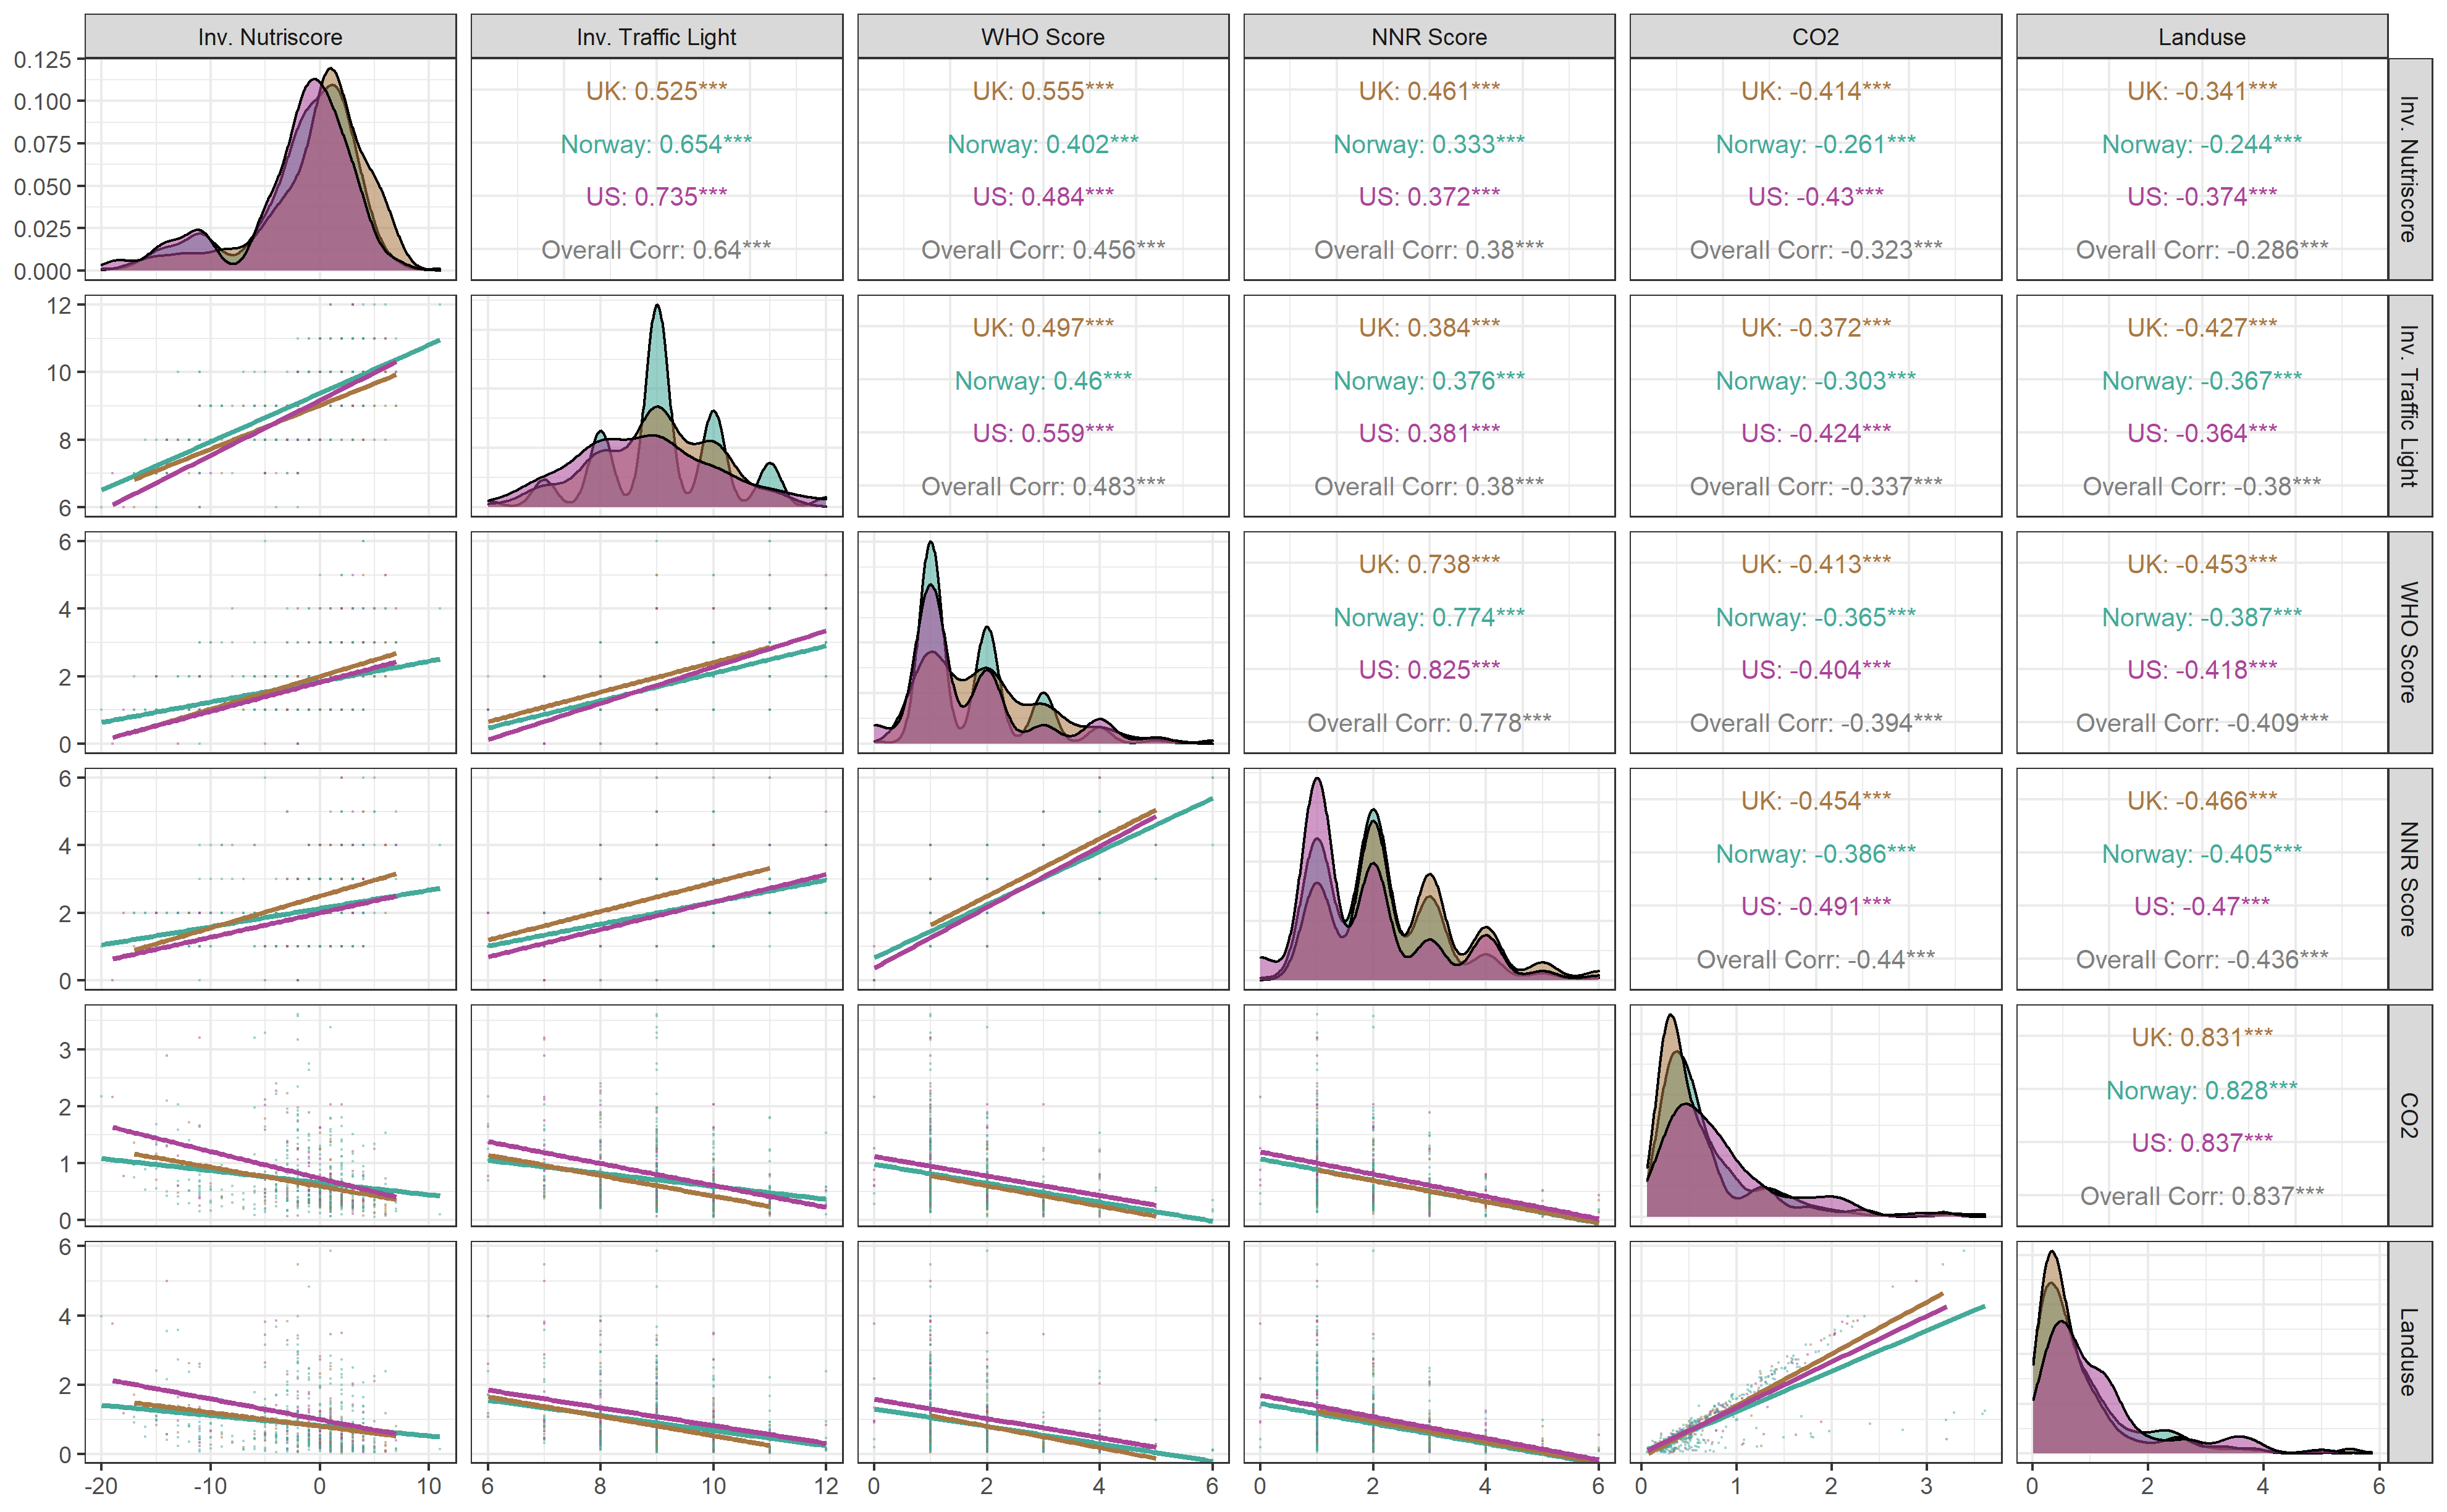 Inv. Nutriscore
Inv. Traffic Light
WHO Score
NNR Score
CO2
Landuse
0.125
0.100
0.075
0.050
0.025
0.000
UK: 0.525***
Norway: 0.654***
US: 0.735***
Overall Corr: 0.64***
UK: 0.555***
Norway: 0.402***
US: 0.484***
Overall Corr: 0.456***
UK: 0.461***
Norway: 0.333***
US: 0.372***
Overall Corr: 0.38***
UK: -0.414***
Norway: -0.261***
US: -0.43***
Overall Corr: -0.323***
UK: -0.341***
Norway: -0.244***
US: -0.374***
Overall Corr: -0.286***
Inv. Nutriscore
12
10
8
6
UK: 0.497***
Norway: 0.46***
US: 0.559***
Overall Corr: 0.483***
UK: 0.384***
Norway: 0.376***
US: 0.381***
Overall Corr: 0.38***
UK: -0.372***
Norway: -0.303***
US: -0.424***
Overall Corr: -0.337***
UK: -0.427***
Norway: -0.367***
US: -0.364***
Overall Corr: -0.38***
Inv. Traffic Light
6
4
2
0
UK: 0.738***
Norway: 0.774***
US: 0.825***
Overall Corr: 0.778***
UK: -0.413***
Norway: -0.365***
US: -0.404***
Overall Corr: -0.394***
UK: -0.453***
Norway: -0.387***
US: -0.418***
Overall Corr: -0.409***
WHO Score
6
4
2
0
UK: -0.454***
Norway: -0.386***
US: -0.491***
Overall Corr: -0.44***
UK: -0.466***
Norway: -0.405***
US: -0.47***
Overall Corr: -0.436***
NNR Score
3
2
1
0
UK: 0.831***
Norway: 0.828***
US: 0.837***
Overall Corr: 0.837***
CO2
6
4
2
0
Landuse
-20 -10 0 10
6 8 10 12
0 2 4 6
0 2 4 6
0 1 2 3
0 2 4 6